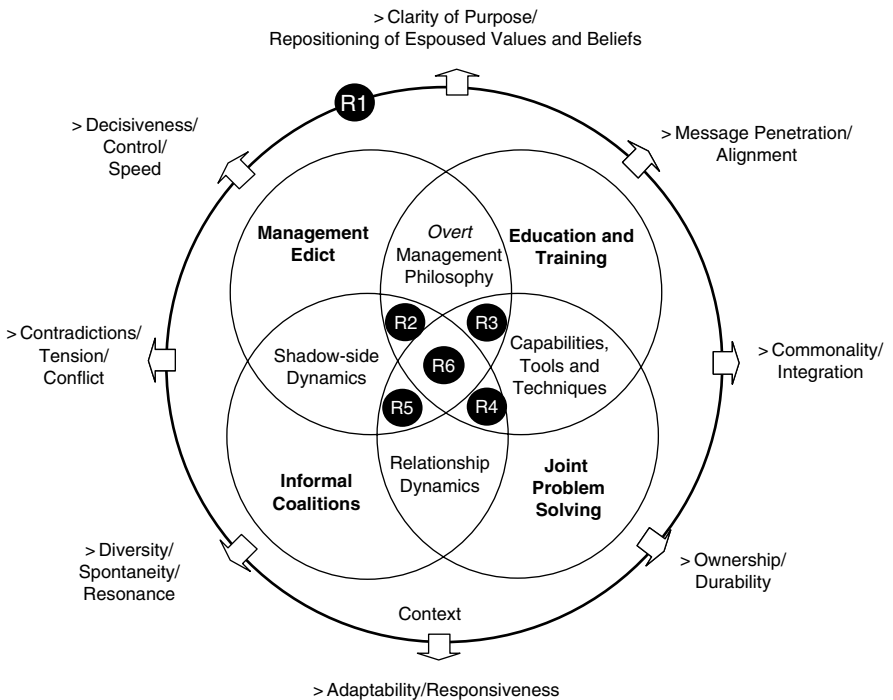 > Clarity of Purpose/
Repositioning of Espoused Values and Beliefs
R1
> Decisiveness/
Control/
Speed
> Message Penetration/
Alignment
Management
Edict
Overt
Management
Philosophy
Education and
Training
> Contradictions/
Tension/
Conflict
Shadow-side
Dynamics
R2
R3
R6
R5
R4
Capabilities,
Tools and
Techniques
> Commonality/
Integration
Informal
Coalitions
Relationship
Dynamics
Joint
Problem
Solving
> Diversity/
Spontaneity/
Resonance
> Ownership/
Durability
Context
> Adaptability/Responsiveness